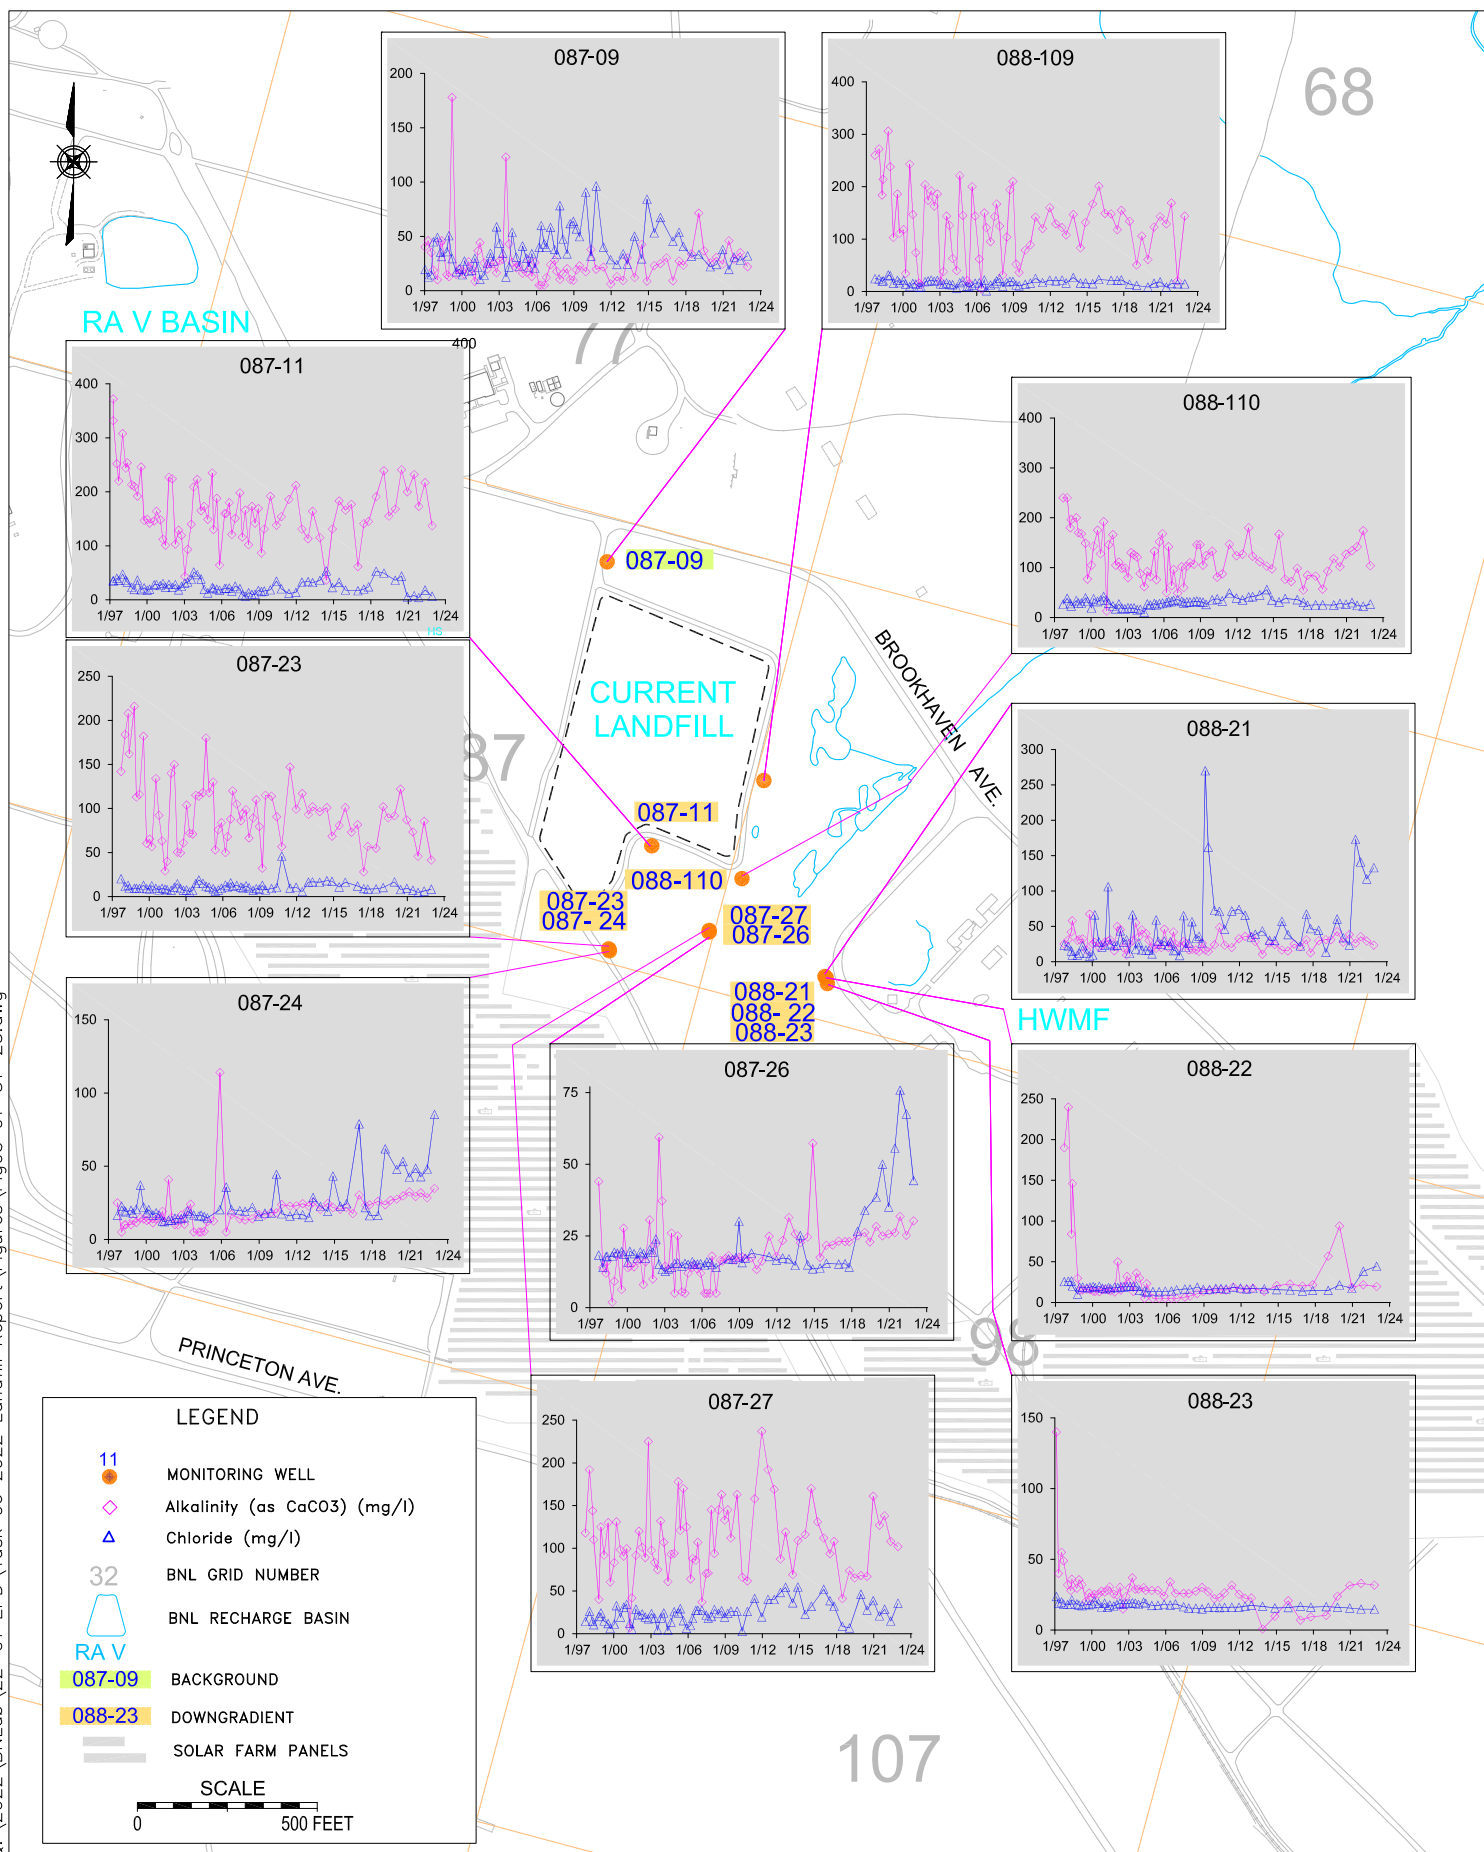 68
77
87
98
107
RA V BASIN
400
HS
CURRENT
LANDFILL
BROOKHAVEN AVE.
PRINCETON AVE.
HWMF
087-09
087-11
088-110
087-23
087- 24
087-27
087-26
088-21
088- 22
088-23
087-09
200
150
100
50
0
1/97 1/00 1/03 1/06 1/09 1/12 1/15 1/18 1/21 1/24
088-109
400
300
200
100
0
1/97 1/00 1/03 1/06 1/09 1/12 1/15 1/18 1/21 1/24
087-11
400
300
200
100
0
1/97 1/00 1/03 1/06 1/09 1/12 1/15 1/18 1/21 1/24
088-110
400
300
200
100
0
1/97 1/00 1/03 1/06 1/09 1/12 1/15 1/18 1/21 1/24
087-23
250
200
150
100
50
0
1/97 1/00 1/03 1/06 1/09 1/12 1/15 1/18 1/21 1/24
088-21
300
250
200
150
100
50
0
1/97 1/00 1/03 1/06 1/09 1/12 1/15 1/18 1/21 1/24
087-24
150
100
50
0
1/97 1/00 1/03 1/06 1/09 1/12 1/15 1/18 1/21 1/24
087-26
75
50
25
0
1/97 1/00 1/03 1/06 1/09 1/12 1/15 1/18 1/21 1/24
088-22
250
200
150
100
50
0
1/97 1/00 1/03 1/06 1/09 1/12 1/15 1/18 1/21 1/24
087-27
250
200
150
100
50
0
1/97 1/00 1/03 1/06 1/09 1/12 1/15 1/18 1/21 1/24
088-23
150
100
50
0
1/97 1/00 1/03 1/06 1/09 1/12 1/15 1/18 1/21 1/24
LEGEND
11
MONITORING WELL
Alkalinity (as CaCO3) (mg/l)
Chloride (mg/l)
32
BNL GRID NUMBER
BNL RECHARGE BASIN
RA V
087-09
BACKGROUND
088-23
DOWNGRADIENT
SOLAR FARM PANELS
SCALE
0
500 FEET